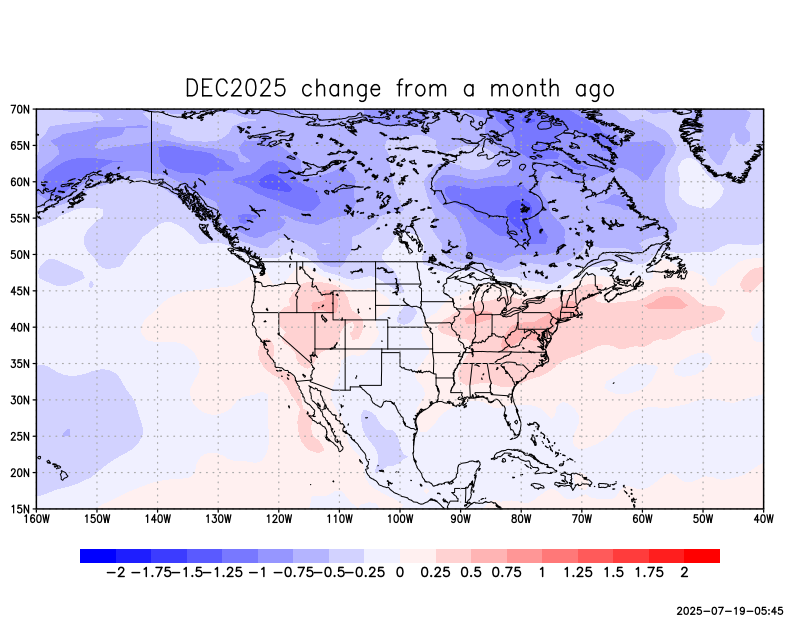 DEC2025 change from a month ago
70N
65N
60N
55N
50N
45N
40N
35N
30N
25N
20N
15N
160W 150W 140W 130W 120W 110W 100W 90W 80W 70W 60W 50W 40W
-2 -1.75 -1.5 -1.25 -1 -0.75 -0.5 -0.25 0 0.25 0.5 0.75 1 1.25 1.5 1.75 2
2025-07-19-05:45